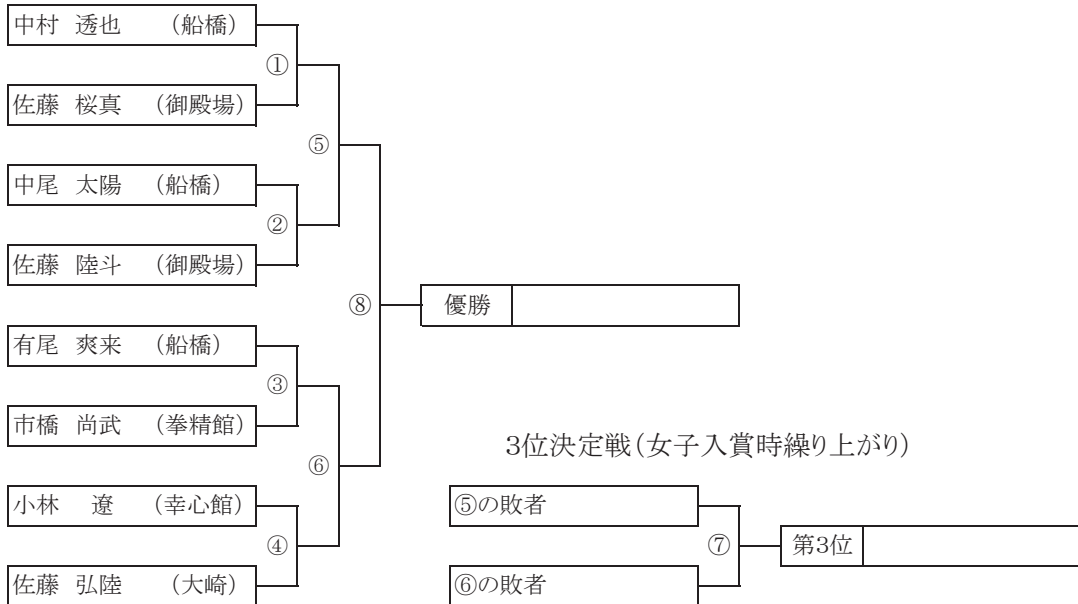 中村 透也 (船橋)
①
佐藤 桜真 (御殿場)
⑤
中尾 太陽 (船橋)
②
佐藤 陸斗 (御殿場)
⑧ 優勝
有尾 爽来 (船橋)
③
市橋 尚武 (拳精館)
⑥
小林 遼 (幸心館)
④
佐藤 弘陸 (大崎)
3位決定戦(女子入賞時繰り上がり)
⑤の敗者
⑦ 第3位
⑥の敗者